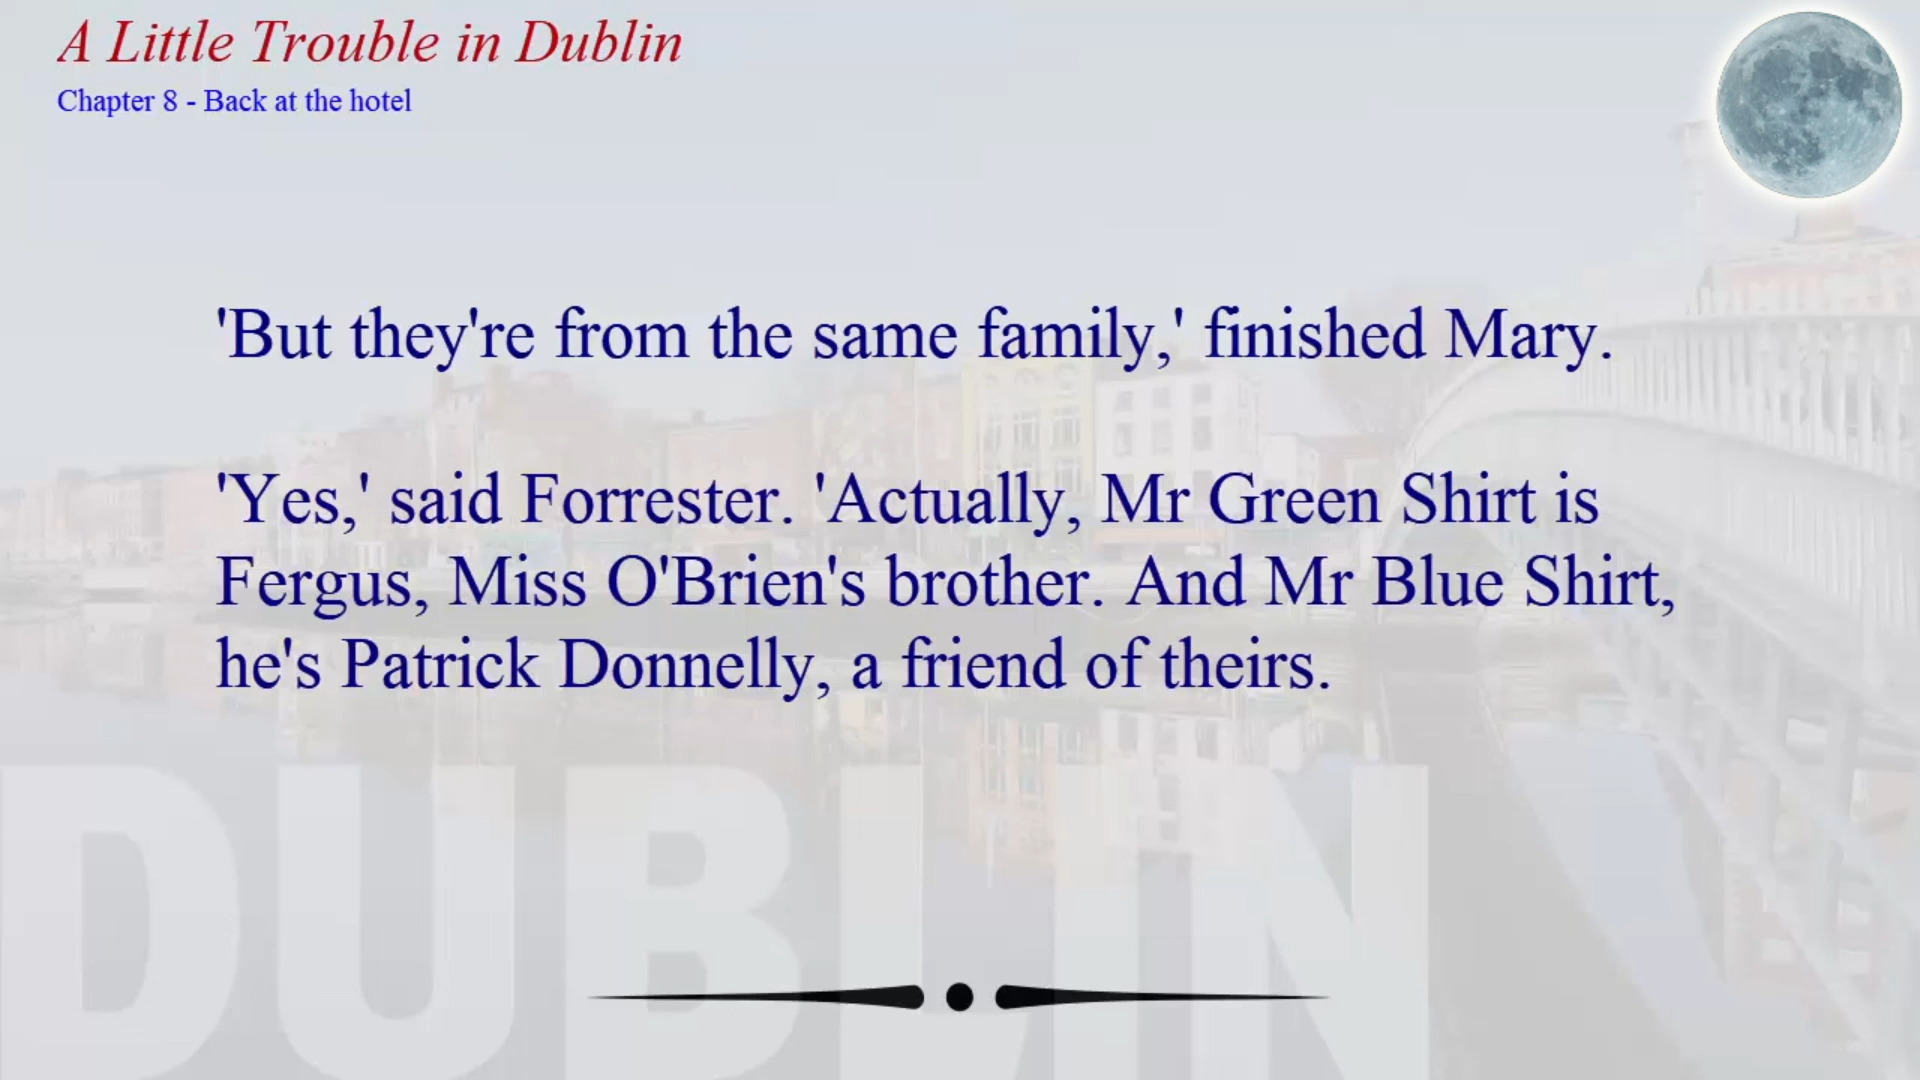 A Little Trouble in Dublin
Chapter 8 - Back at the hotel
'But they're from the same family,' finished Mary.
'Yes,' said Forrester. 'Actually, Mr Green Shirt is
Fergus, Miss O'Brien's brother. And Mr Blue Shirt,
he's Patrick Donnelly, a friend of theirs.
DUBLIN